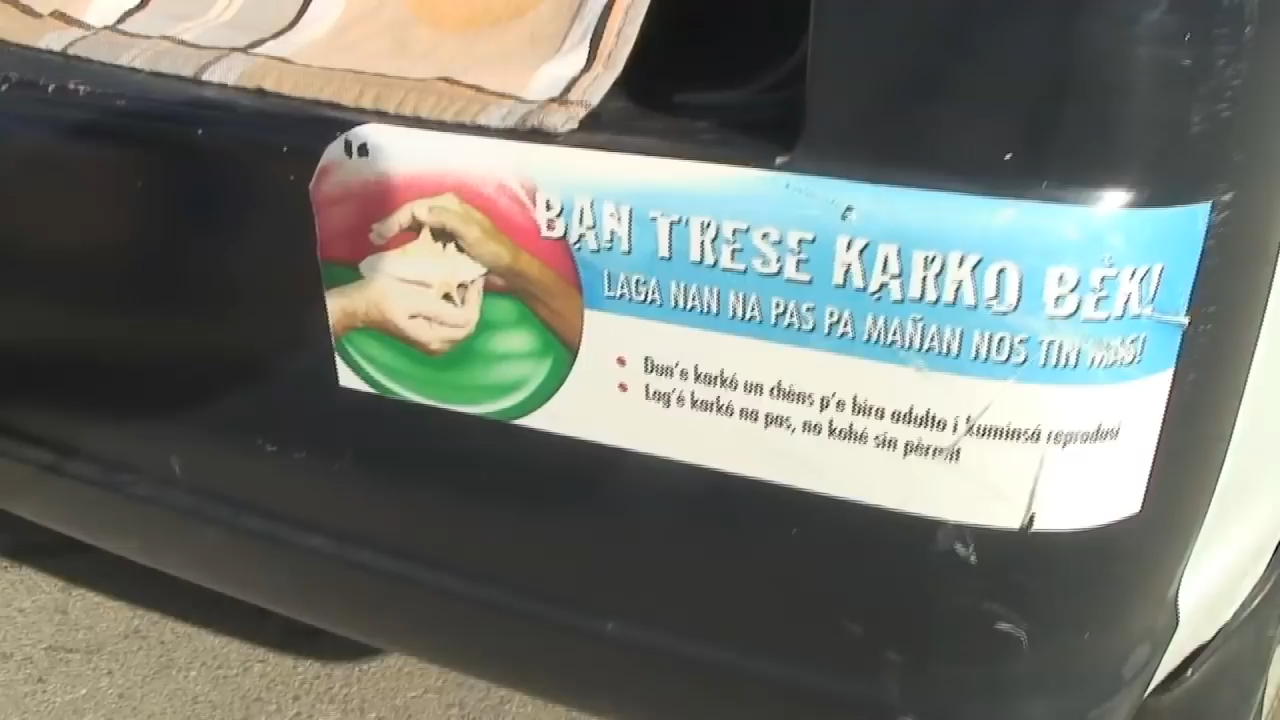 BAN TRESE KARKO BÈK!
LAGA NAN NA PAS PA MAÑAN NOS TIN MAS!
Dun'e karkó un chèns p'e bira adulto i kuminsá reprodusí
Lag'é karkó na pas, no kohé sin pèrmit